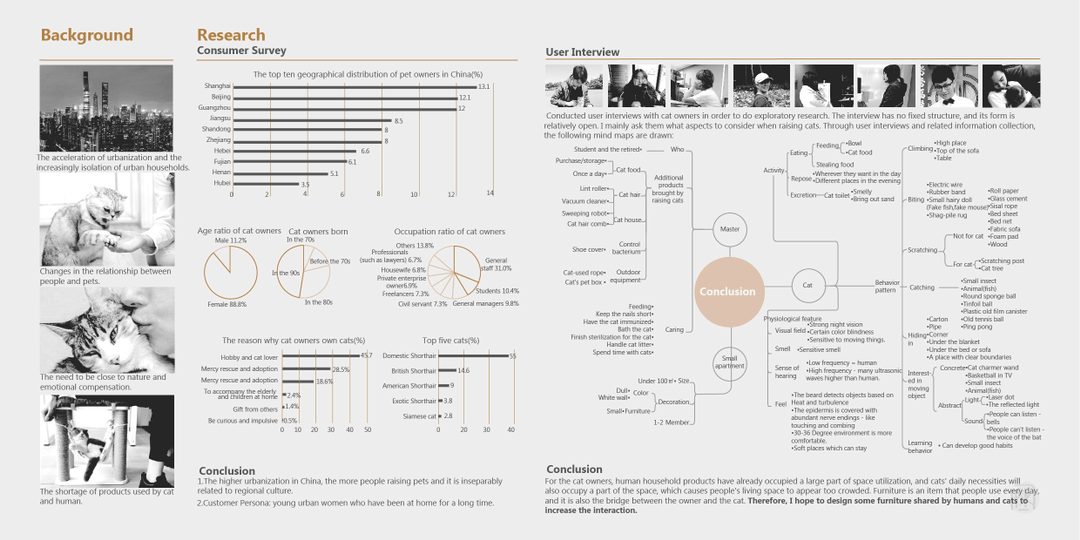 Background
The acceleration of urbanization and the
increasingly isolation of urban households.
Changes in the relationship between
people and pets.
The need to be close to nature and
emotional compensation.
The shortage of products used by cat
and human.
Research
Consumer Survey
The top ten geographical distribution of pet owners in China(%)
Shanghai 13.1
Beijing 12.1
Guangzhou 12
Jiangsu 8.5
Shandong 8
Zhejiang 8
Hebei 6.6
Fujian 6.1
Henan 5.1
Hubei 3.5
0 2 4 6 8 10 12 14
Age ratio of cat owners
Male 11.2%
Female 88.8%
Cat owners born
In the 70s
Before the 70s
In the 90s
In the 80s
Occupation ratio of cat owners
Others 13.8%
Professionals
(such as lawyers) 6.7%
Housewife 6.8%
Private enterprise
owner6.9%
Freelancers 7.3%
Civil servant 7.3%
General
staff 31.0%
Students 10.4%
General managers 9.8%
The reason why cat owners own cats(%)
Hobby and cat lover 45.7
Mercy rescue and adoption 28.5%
Mercy rescue and adoption 18.6%
To accompany the elderly
and children at home 2.4%
Gift from others 1.4%
Be curious and impulsive 0.5%
0 10 20 30 40 50
Top five cats(%)
Domestic Shorthair 55
British Shorthair 14.6
American Shorthair 9
Exotic Shorthair 3.8
Siamese cat 2.8
0 20 30 40
Conclusion
1.The higher urbanization in China, the more people raising pets and it is inseparably
related to regional culture.
2.Customer Persona: young urban women who have been at home for a long time.
User Interview
Conducted user interviews with cat owners in order to do exploratory research. The interview has no fixed structure, and its form is
relatively open. I mainly ask them what aspects to consider when raising cats. Through user interviews and related information collection,
the following mind maps are drawn:
Student and the retired• Who
Purchase/storage•
Once a day•
Cat food
Lint roller•
Vacuum cleaner•
Cat hair
Sweeping robot•
Cat hair comb•
Cat house
Shoe cover•
Control
bacterium
Cat-used rope•
Cat's pet box •
Outdoor
equipment
Additional
products
brought by
raising cats
Master
Feeding•
Keep the nails short•
Have the cat immunized•
Bath the cat•
Finish sterilization for the cat•
Handle cat litter•
Spend time with cats•
Caring
Conclusion
Small
apartment
Under 100㎡• Size
Dull•
White wall•
Color
Small•Furniture
Decoration
1-2 Member
Cat
Activity
Eating
Feeding
•Bowl
•Cat food
Stealing food
Repose
•Wherever they want in the day
•Different places in the evening
Excretion
Cat toilet
•Smelly
•Bring out sand
Physiological feature
Visual field
•Strong night vision
•Certain color blindness
•Sensitive to moving things.
Smell •Sensitive smell
Sense of
hearing
•Low frequency = human
•High frequency - many ultrasonic
waves higher than human.
Feel
•The beard detects objects based on
Heat and turbulence
•The epidermis is covered with
abundant nerve endings - like
touching and combing
•30-36 Degree environment is more
comfortable.
•Soft places which can stay
Behavior
pattern
Climbing
•High place
•Top of the sofa
•Table
Biting
•Electric wire
•Rubber band
•Small hairy doll
(Fake fish,fake mouse)
•Shag-pile rug
Scratching
Not for cat
•Roll paper
•Glass cement
•Sisal rope
•Bed sheet
•Bed net
•Fabric sofa
•Foam pad
•Wood
For cat
•Scratching post
•Cat tree
Catching
•Small insect
•Animal(fish)
•Round sponge ball
•Tinfoil ball
•Plastic old film canister
•Old tennis ball
•Ping pong
Hiding
in
•Carton
•Pipe
•Corner
•Under the blanket
•Under the bed or sofa
•A place with clear boundaries
Interest-
ed in
moving
object
Concrete
•Cat charmer wand
•Basketball in TV
•Small insect
•Animal(fish)
Abstract
Light
•Laser dot
•The reflected light
Sound
•People can listen -
bells
•People can't listen -
the voice of the bat
Learning
behavior
• Can develop good habits
Conclusion
For the cat owners, human household products have already occupied a large part of space utilization, and cats' daily necessities will
also occupy a part of the space, which causes people's living space to appear too crowded. Furniture is an item that people use every day,
and it is also the bridge between the owner and the cat. Therefore, I hope to design some furniture shared by humans and cats to
increase the interaction.